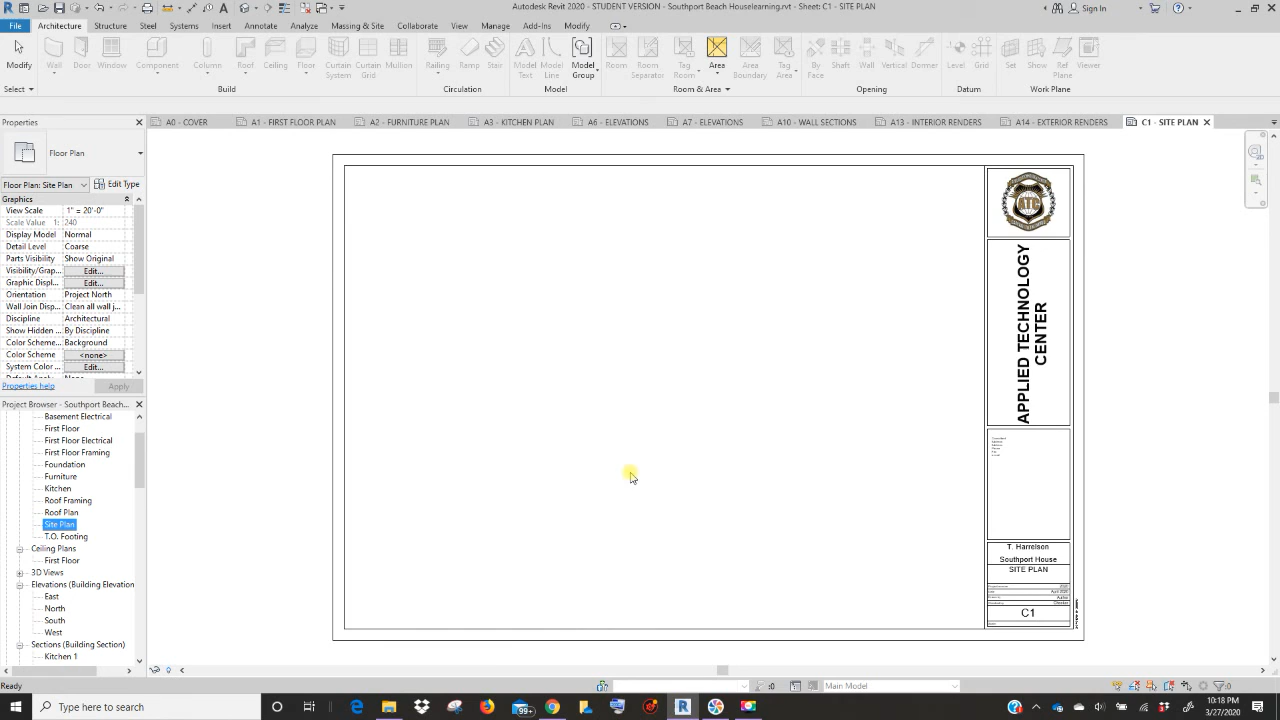 Autodesk Revit 2020 - STUDENT VERSION - Southport Beach Houselearning.rvt - Sheet: C1 - SITE PLAN
Sign In
File Architecture Structure Steel Systems Insert Annotate Analyze Massing & Site Collaborate View Manage Add-Ins Modify
Modify Wall Door Window Component Column Roof Ceiling Floor Curtain System Curtain Grid Mullion Railing Ramp Stair Model Text Model Line Model Group Room Room Separator Tag Room Area Area Boundary Tag Area By Face Shaft Wall Vertical Dormer Level Grid Set Show Ref Plane Viewer
Select Build Circulation Model Room & Area Opening Datum Work Plane
Properties
A0 - COVER A1 - FIRST FLOOR PLAN A2 - FURNITURE PLAN A3 - KITCHEN PLAN A6 - ELEVATIONS A7 - ELEVATIONS A10 - WALL SECTIONS A13 - INTERIOR RENDERS A14 - EXTERIOR RENDERS C1 - SITE PLAN
Floor Plan
Floor Plan: Site Plan Edit Type
Graphics
View Scale 1" = 20'-0"
Scale Value 1: 240
Display Model Normal
Detail Level Coarse
Parts Visibility Show Original
Visibility/Grap... Edit...
Graphic Displ... Edit...
Orientation Project North
Wall Join Disp... Clean all wall j...
Discipline Architectural
Show Hidden ... By Discipline
Color Scheme... Background
Color Scheme <none>
System Color ... Edit...
Properties help Apply
Project Browser - Southport Beach...
Basement Electrical
First Floor
First Floor Electrical
First Floor Framing
Foundation
Furniture
Kitchen
Roof Framing
Roof Plan
Site Plan
T.O. Footing
Ceiling Plans
First Floor
3D Views
Elevations (Building Elevation
East
North
South
West
Sections (Building Section)
Kitchen 1
ATC
APPLIED TECHNOLOGY
CENTER
T. Harrelson
Southport House
SITE PLAN
C1
Ready
:0 Main Model :0
Type here to search
99+
10:18 PM
3/27/2020